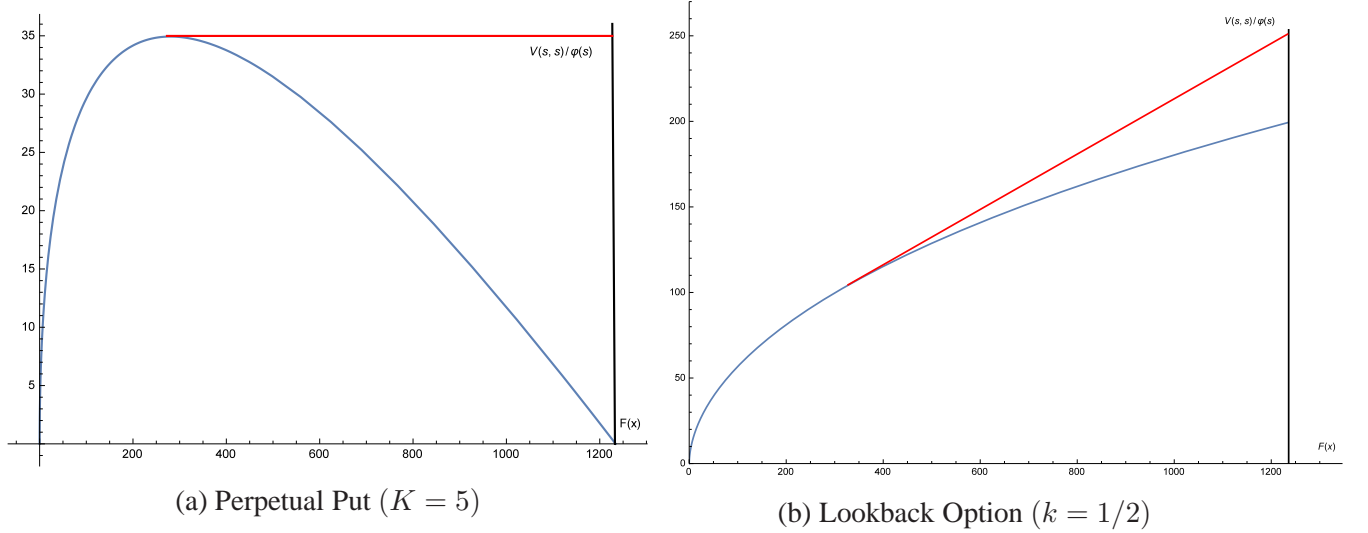 35
30
25
20
15
10
5
200 400 600 800 1000 1200
V(s, s)/φ(s)
F(x)
(a) Perpetual Put (K = 5)
250
200
150
100
50
0
0 200 400 600 800 1000 1200
V(s, s)/φ(s)
F(x)
(b) Lookback Option (k = 1/2)